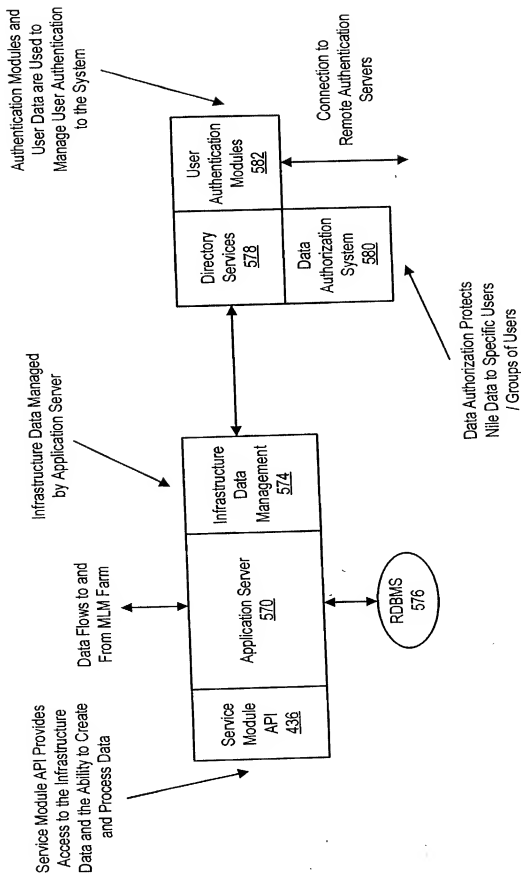 Service Module API Provides
Access to the Infrastructure
Data and the Ability to Create
and Process Data
Data Flows to and
From MLM Farm
Infrastructure Data Managed
by Application Server
Authentication Modules and
User Data are Used to
Manage User Authentication
to the System
Service
Module
API
436
Application Server
570
Infrastructure
Data
Management
574
RDBMS
576
Directory
Services
578
User
Authentication
Modules
582
Data
Authorization
System
580
Connection to
Remote Authentication
Servers
Data Authorization Protects
Nile Data to Specific Users
/ Groups of Users